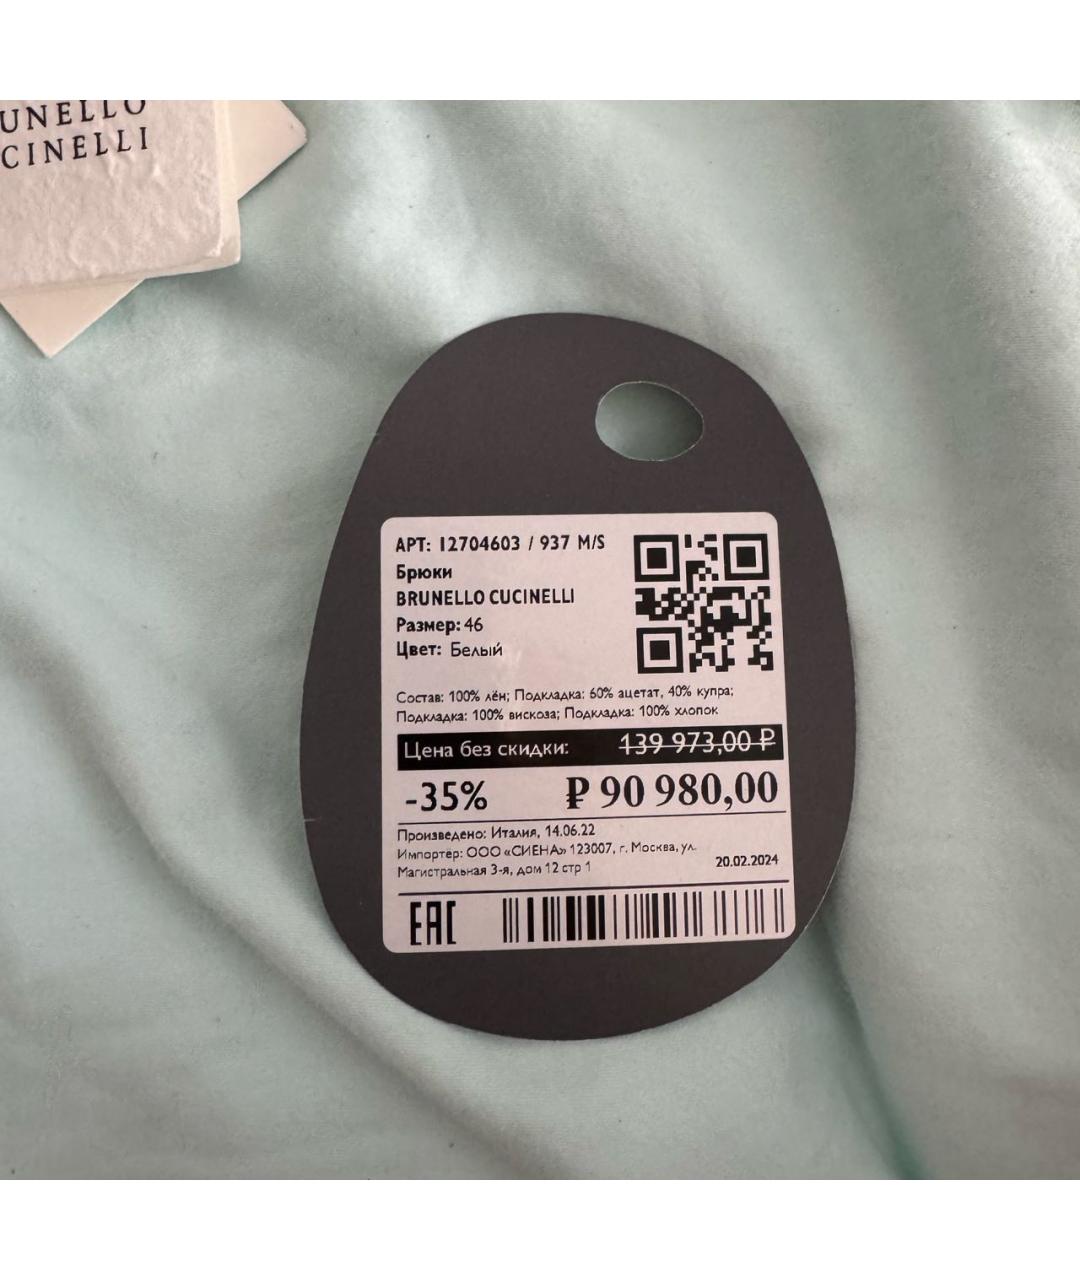 UNELLO
CINELLI
АРТ: 12704603 / 937 M/S
Брюки
BRUNELLO CUCINELLI
Размер: 46
Цвет: Белый
Состав: 100% лён; Подкладка: 60% ацетат, 40% купра;
Подкладка: 100% вискоза; Подкладка: 100% хлопок
Цена без скидки: 139 973,00 ₽
-35% ₽ 90 980,00
Произведено: Италия, 14.06.22
Импортёр: ООО «СИЕНА» 123007, г. Москва, ул.
Магистральная 3-я, дом 12 стр 1
20.02.2024
EAC